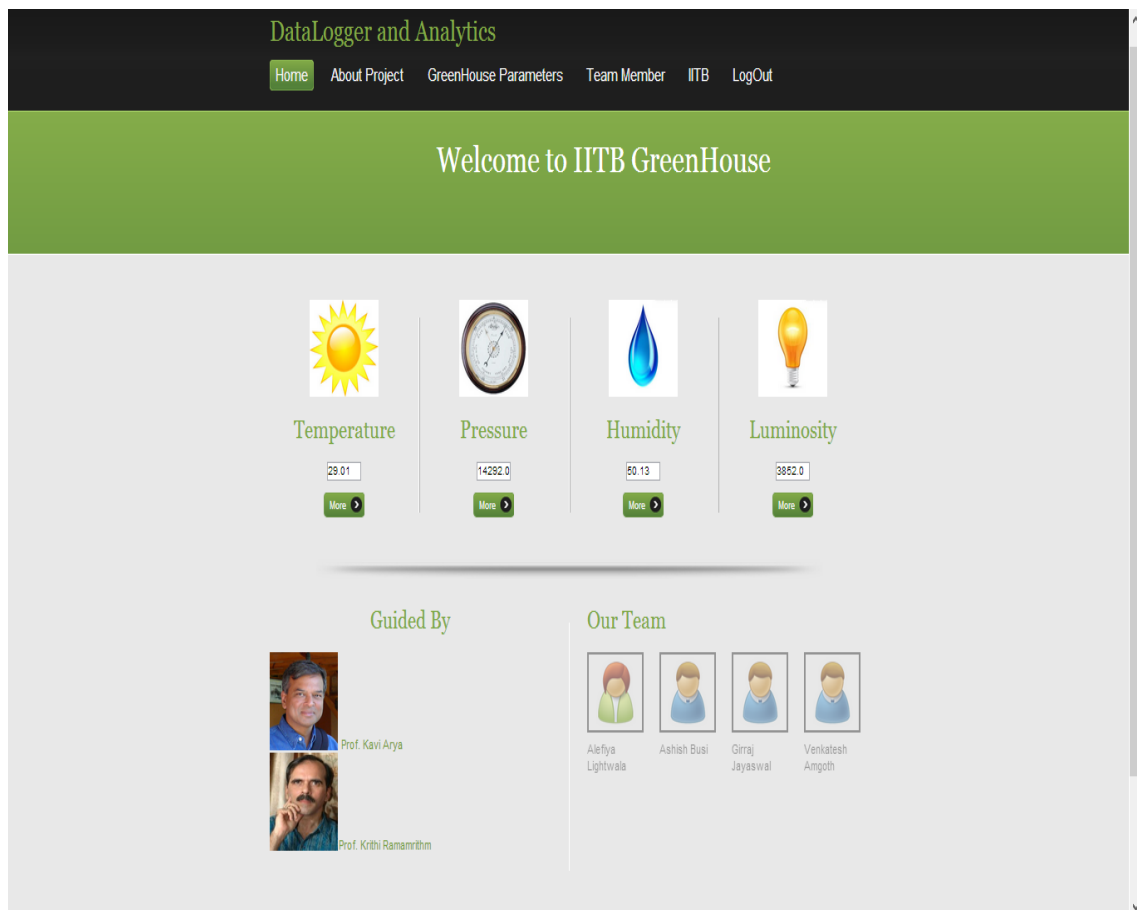 DataLogger and Analytics
Home About Project GreenHouse Parameters Team Member IITB LogOut
Welcome to IITB GreenHouse
Temperature Pressure Humidity Luminosity
29.01 14292.0 50.13 3852.0
More More More More
Guided By
Prof. Kavi Arya
Prof. Krithi Ramamrithm
Our Team
Alefiya Lightwala
Ashish Busi
Girraj Jayaswal
Venkatesh Amgoth